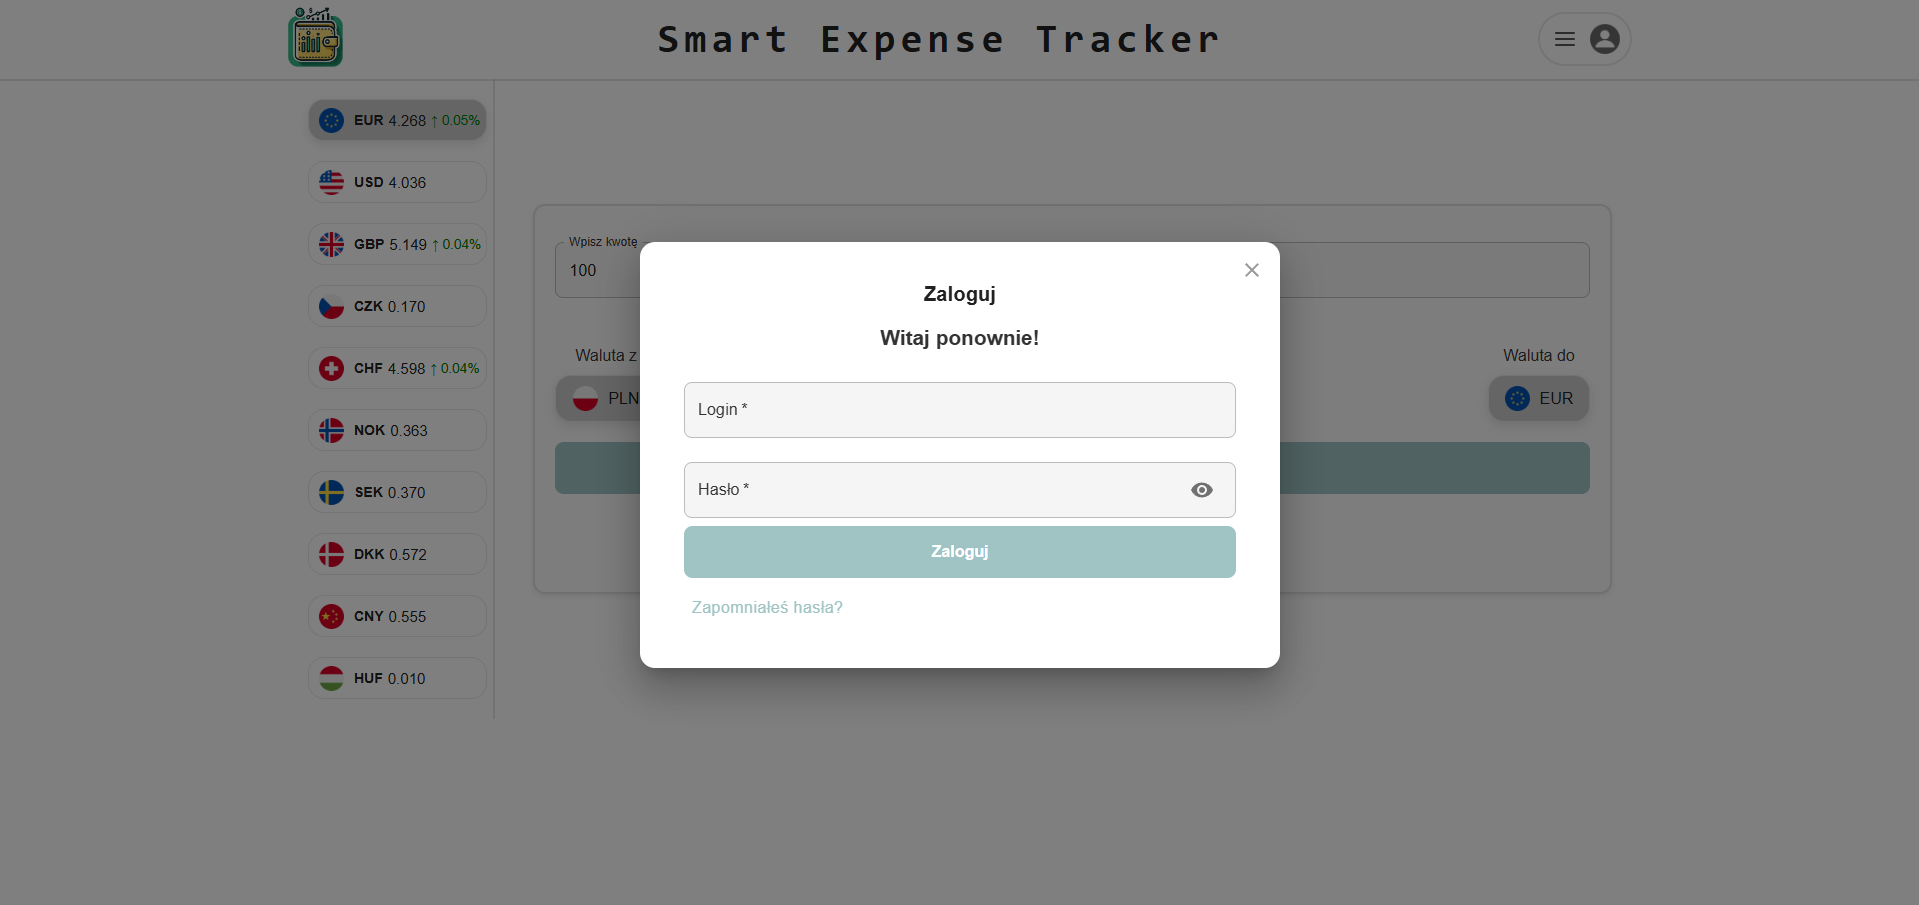 Smart Expense Tracker
EUR 4.268 ↑ 0.05%
USD 4.036
GBP 5.149 ↑ 0.04%
CZK 0.170
CHF 4.598 ↑ 0.04%
NOK 0.363
SEK 0.370
DKK 0.572
CNY 0.555
HUF 0.010
Wpisz kwotę
100
Waluta z
PLN
Waluta do
EUR
Zaloguj
Witaj ponownie!
Login *
Hasło *
Zaloguj
Zapomniałeś hasła?